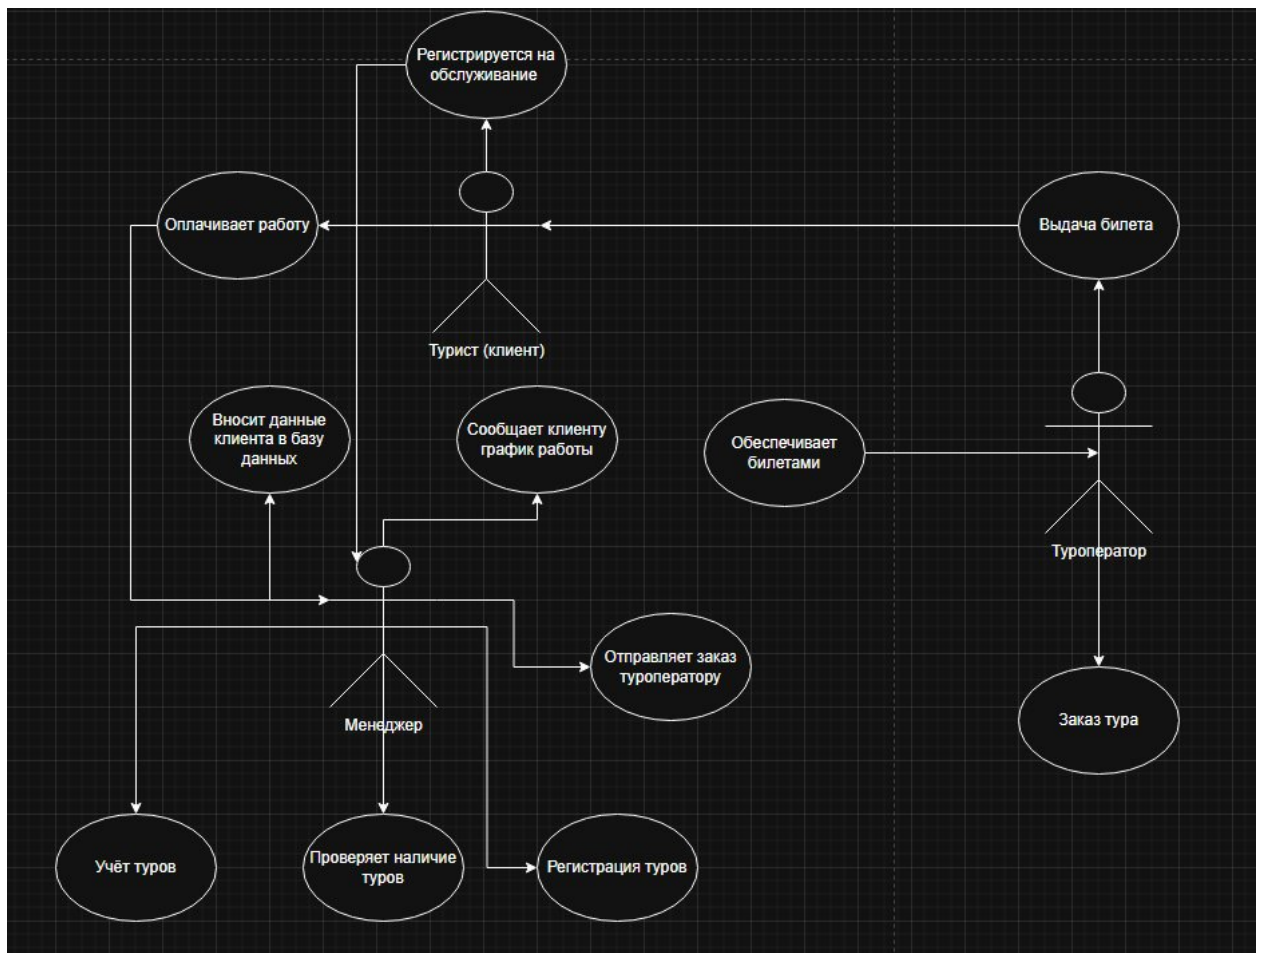 Регистрируется на
обслуживание
Оплачивает работу
Выдача билета
Турист (клиент)
Вносит данные
клиента в базу
данных
Сообщает клиенту
график работы
Обеспечивает
билетами
Туроператор
Отправляет заказ
туроператору
Менеджер
Заказ тура
Учёт туров
Проверяет наличие
туров
Регистрация туров